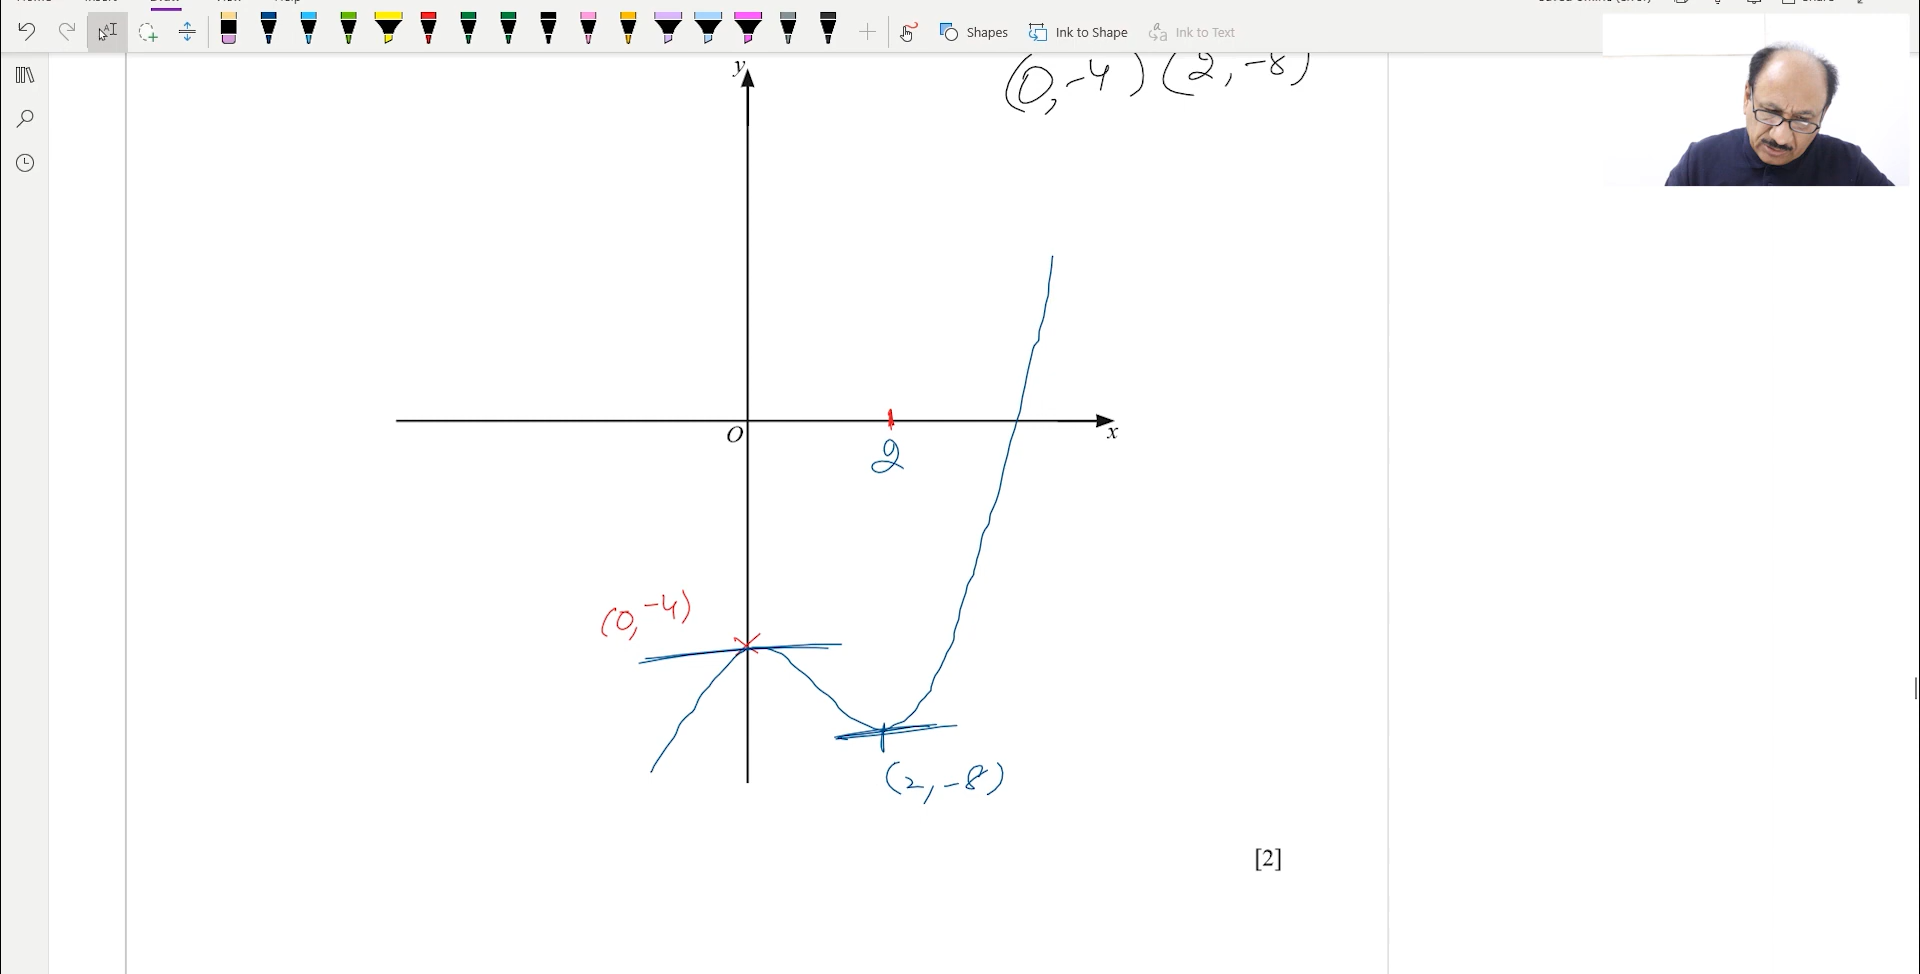 Shapes Ink to Shape Ink to Text
y
(0,-4) (2,-8)
O
x
2
(0,-4)
(2,-8)
[2]